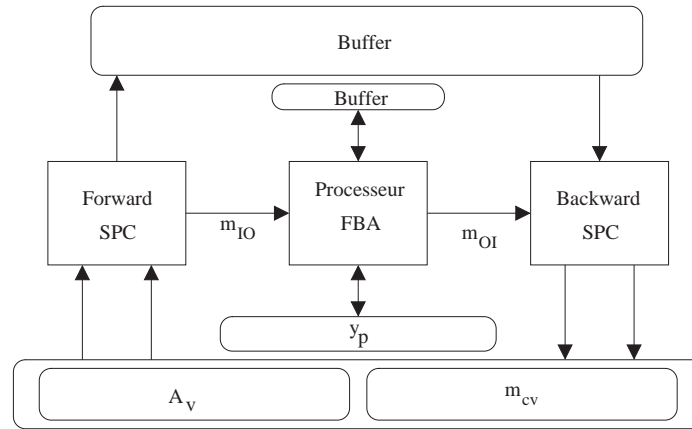 Buffer
Buffer
Forward
SPC
m_IO
Processeur
FBA
m_OI
Backward
SPC
y_p
A_v
m_cv